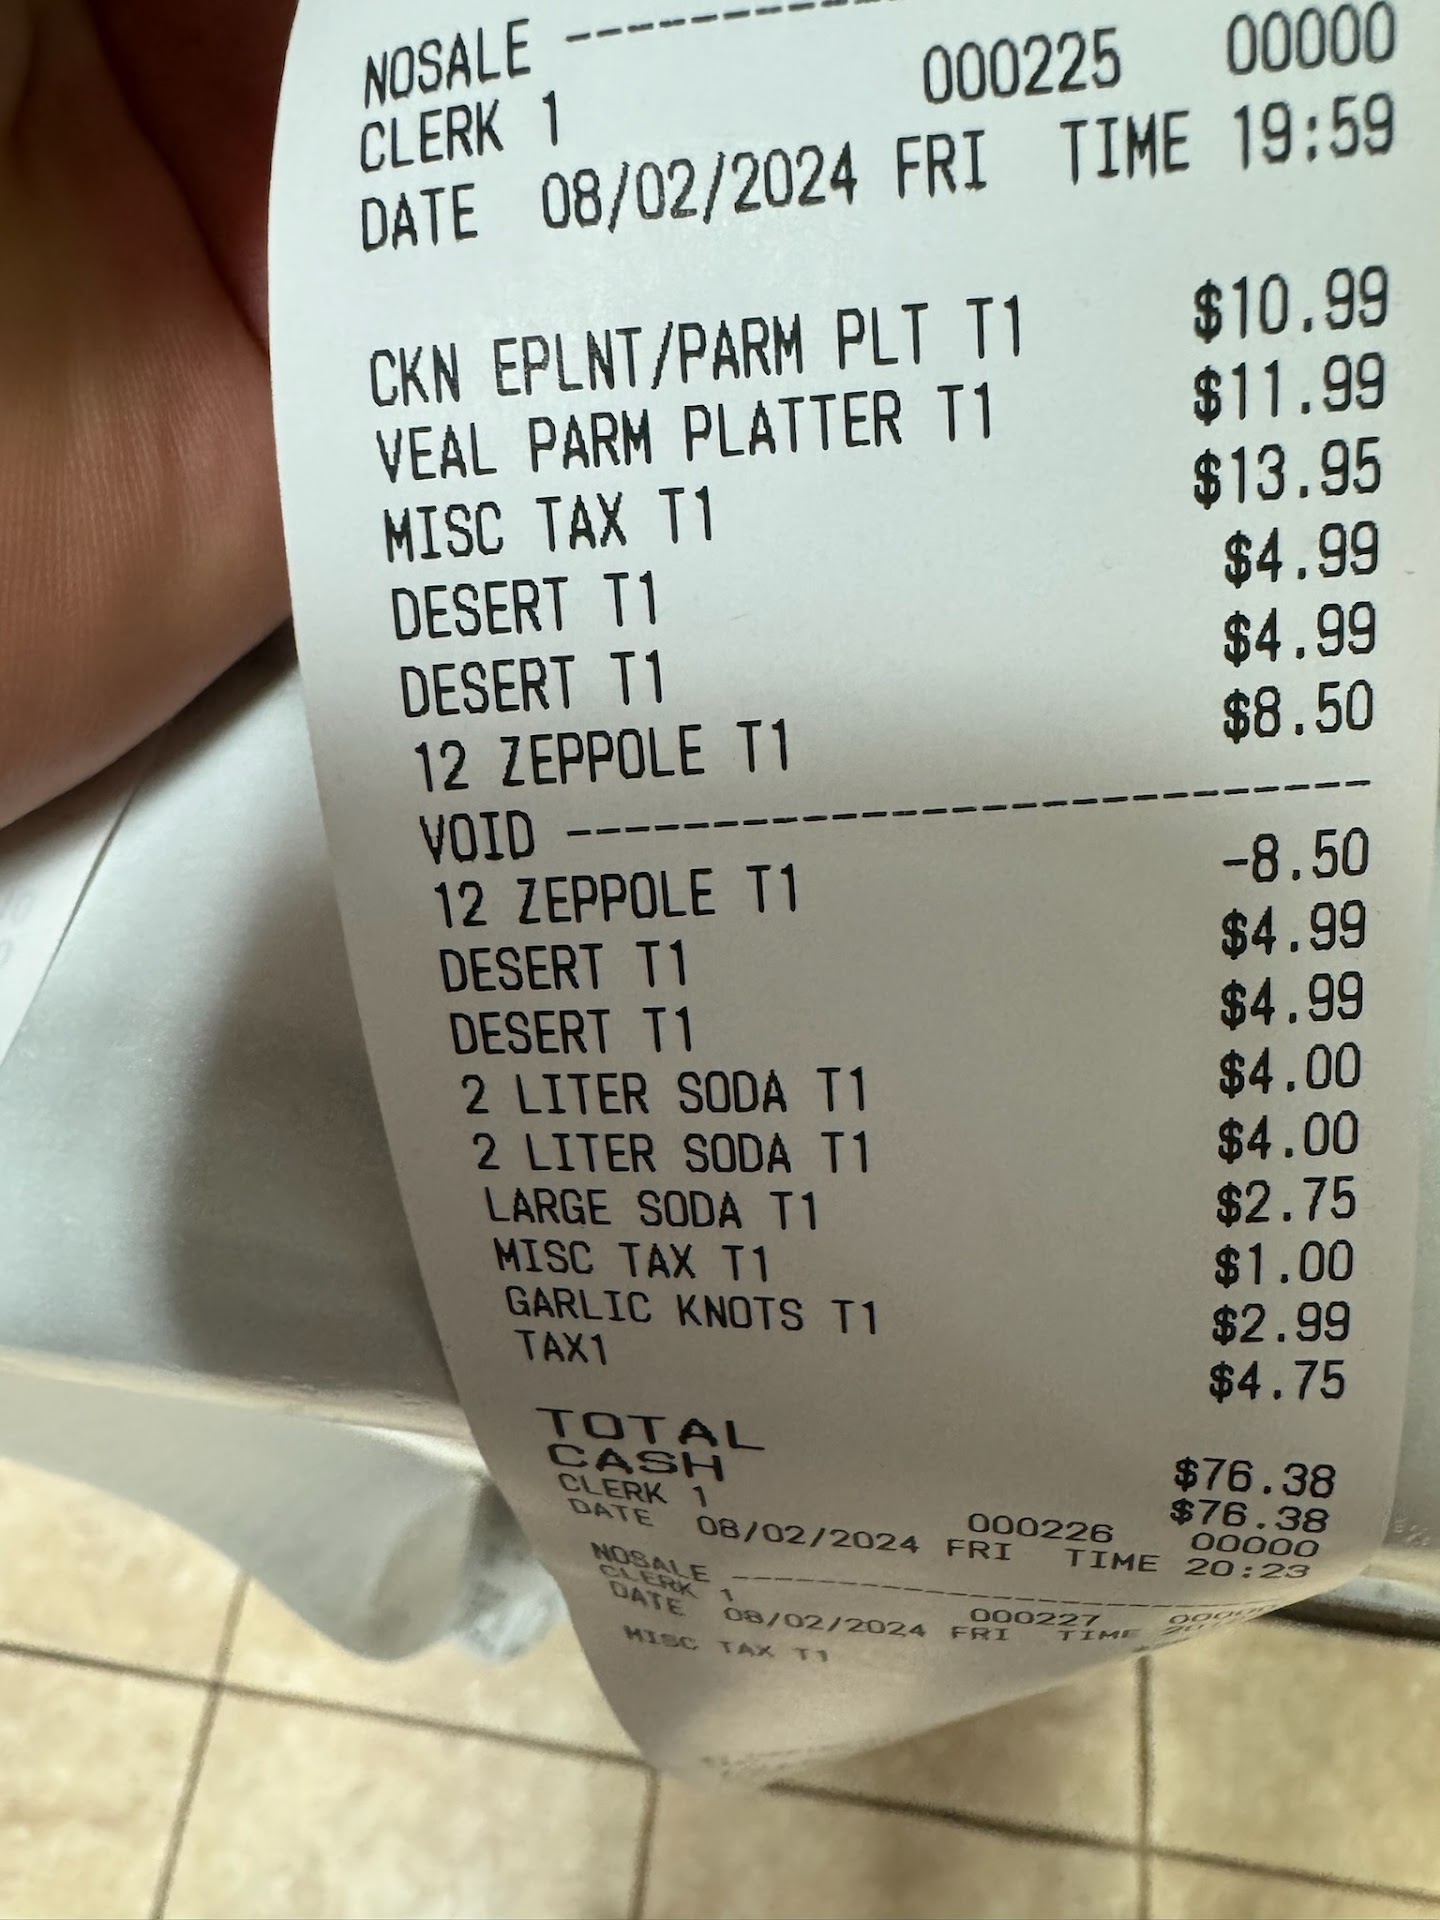 NOSALE ---------------
CLERK 1 000225 00000
DATE 08/02/2024 FRI TIME 19:59
CKN EPLNT/PARM PLT T1 $10.99
VEAL PARM PLATTER T1 $11.99
MISC TAX T1 $13.95
DESERT T1 $4.99
DESERT T1 $4.99
12 ZEPPOLE T1 $8.50
VOID ------------------------------
12 ZEPPOLE T1 -8.50
DESERT T1 $4.99
DESERT T1 $4.99
2 LITER SODA T1 $4.00
2 LITER SODA T1 $4.00
LARGE SODA T1 $2.75
MISC TAX T1 $1.00
GARLIC KNOTS T1 $2.99
TAX1 $4.75
TOTAL $76.38
CASH $76.38
CLERK 1 000226 00000
DATE 08/02/2024 FRI TIME 20:23
NOSALE ------------------------------
CLERK 1 000227
DATE 08/02/2024 FRI TIME
MISC TAX T1